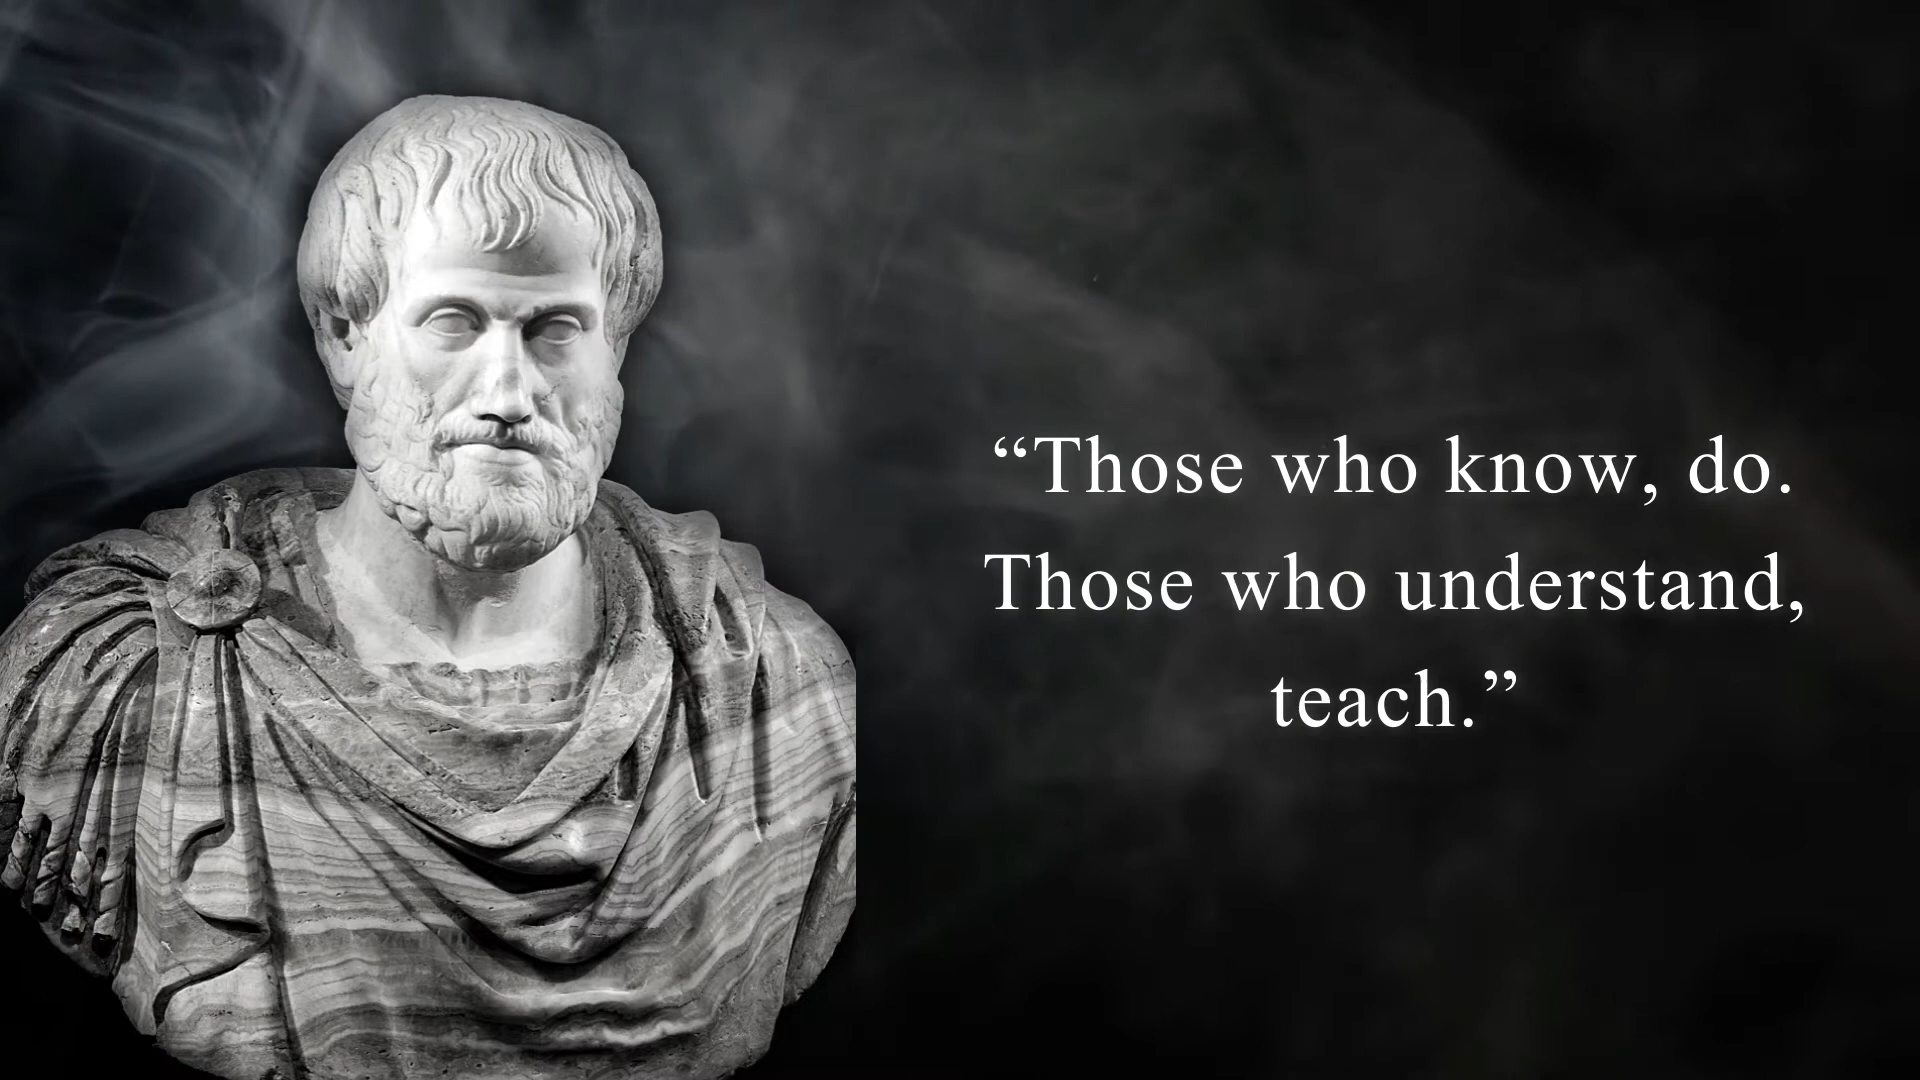 “Those who know, do.
Those who understand,
teach.”